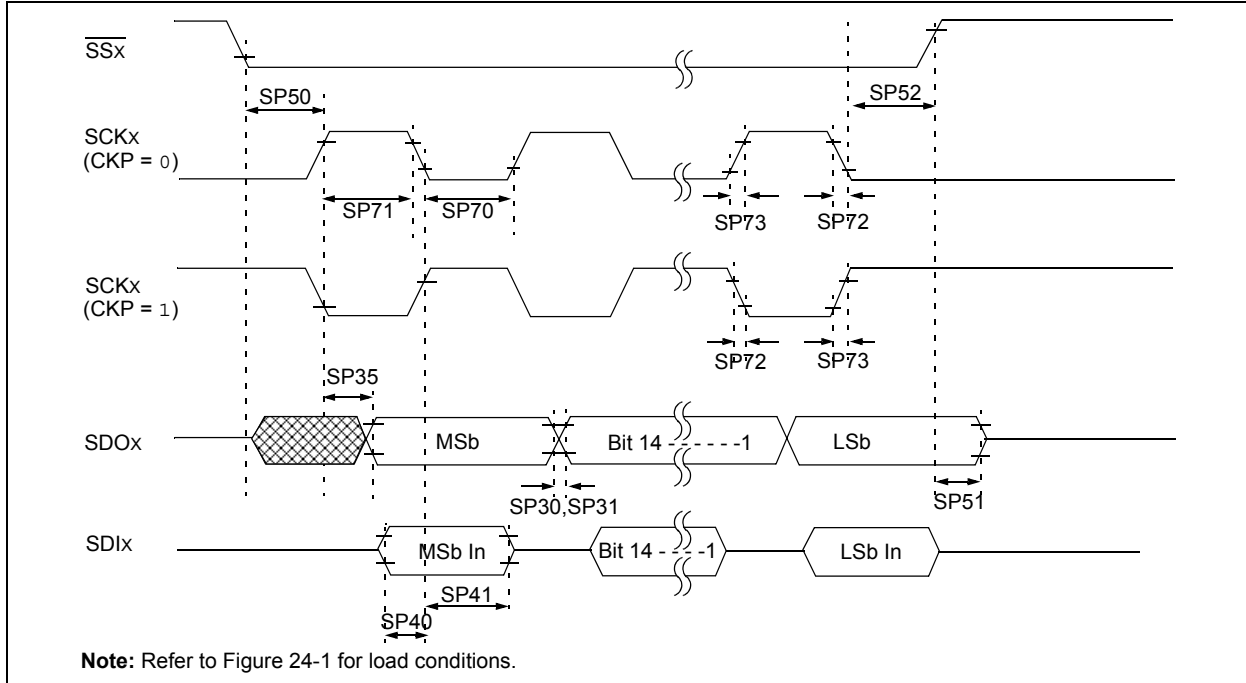 SSX
SP50
SP52
SCKX
(CKP = 0)
SP71
SP70
SP73
SP72
SCKX
(CKP = 1)
SP72
SP73
SP35
SDOX
MSb
Bit 14 - - - - - -1
LSb
SP30,SP31
SP51
SDIX
MSb In
Bit 14 - - - -1
LSb In
SP41
SP40
Note: Refer to Figure 24-1 for load conditions.